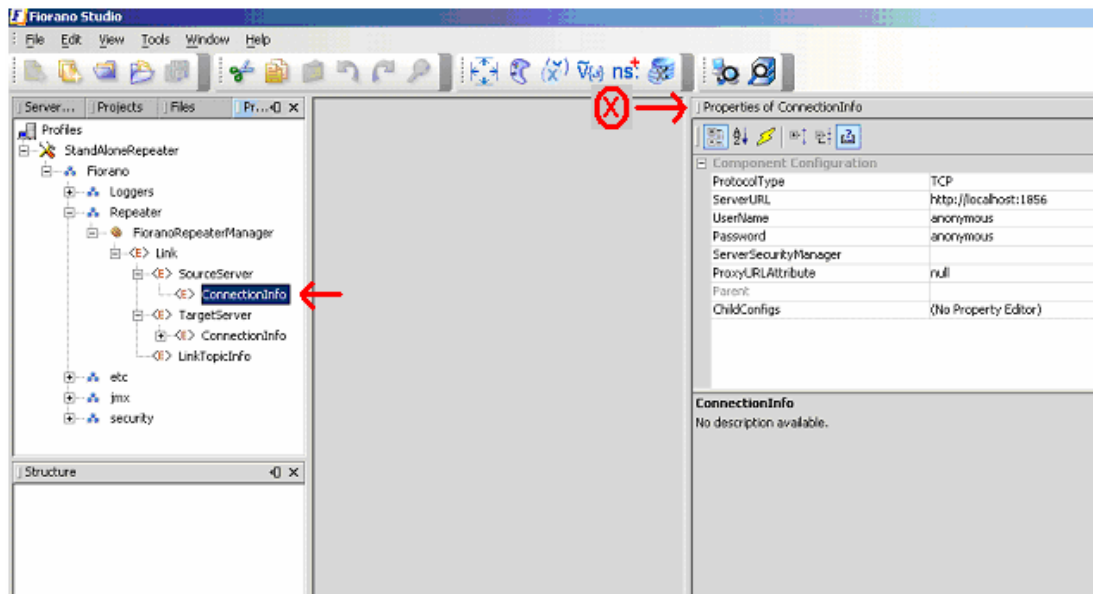 Fiorano Studio
File Edit View Tools Window Help
ns:
Server... Projects Files Pr...
Profiles
StandAloneRepeater
Fiorano
Loggers
Repeater
FioranoRepeaterManager
<E> Link
<E> SourceServer
<E> ConnectionInfo
<E> TargetServer
<E> ConnectionInfo
<E> LinkTopicInfo
etc
jmx
security
Structure
X
Properties of ConnectionInfo
Component Configuration
ProtocolType TCP
ServerURL http://localhost:1856
UserName anonymous
Password anonymous
ServerSecurityManager
ProxyURLAttribute null
Parent
ChildConfigs (No Property Editor)
ConnectionInfo
No description available.